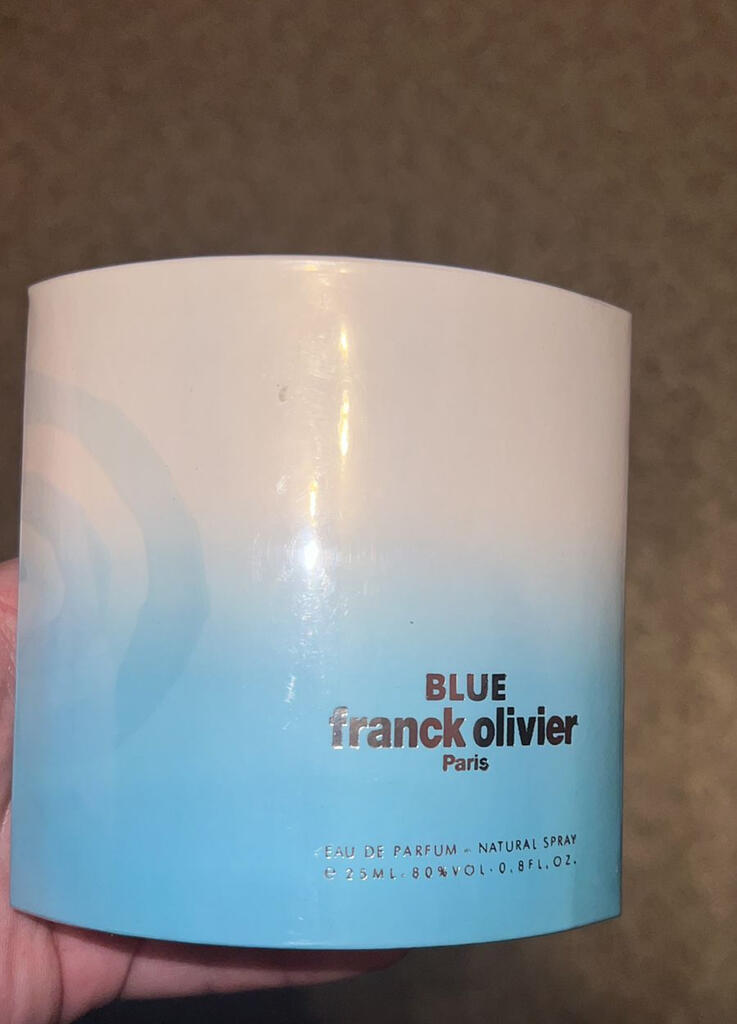 BLUE
franck olivier
Paris
EAU DE PARFUM - NATURAL SPRAY
℮ 25ML. 80%VOL. 0.8FL.OZ.